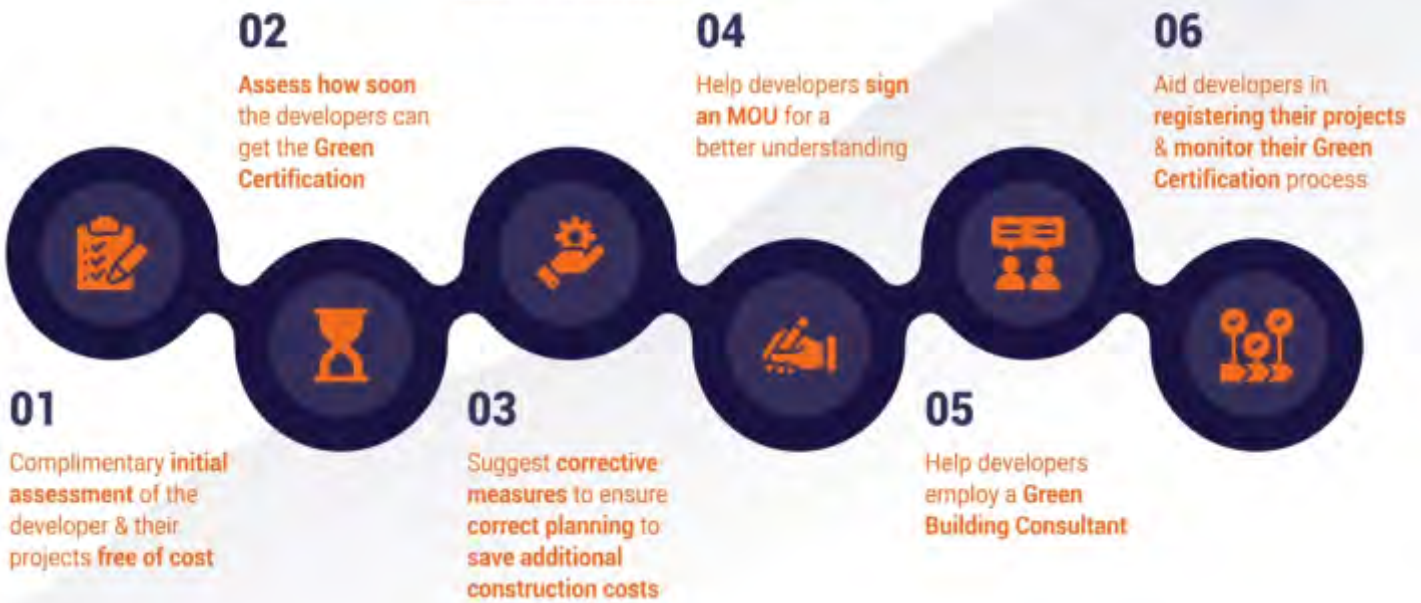 01
Complimentary initial
assessment of the
developer & their
projects free of cost
02
Assess how soon
the developers can
get the Green
Certification
03
Suggest corrective
measures to ensure
correct planning to
save additional
construction costs
04
Help developers sign
an MOU for a
better understanding
05
Help developers
employ a Green
Building Consultant
06
Aid developers in
registering their projects
& monitor their Green
Certification process